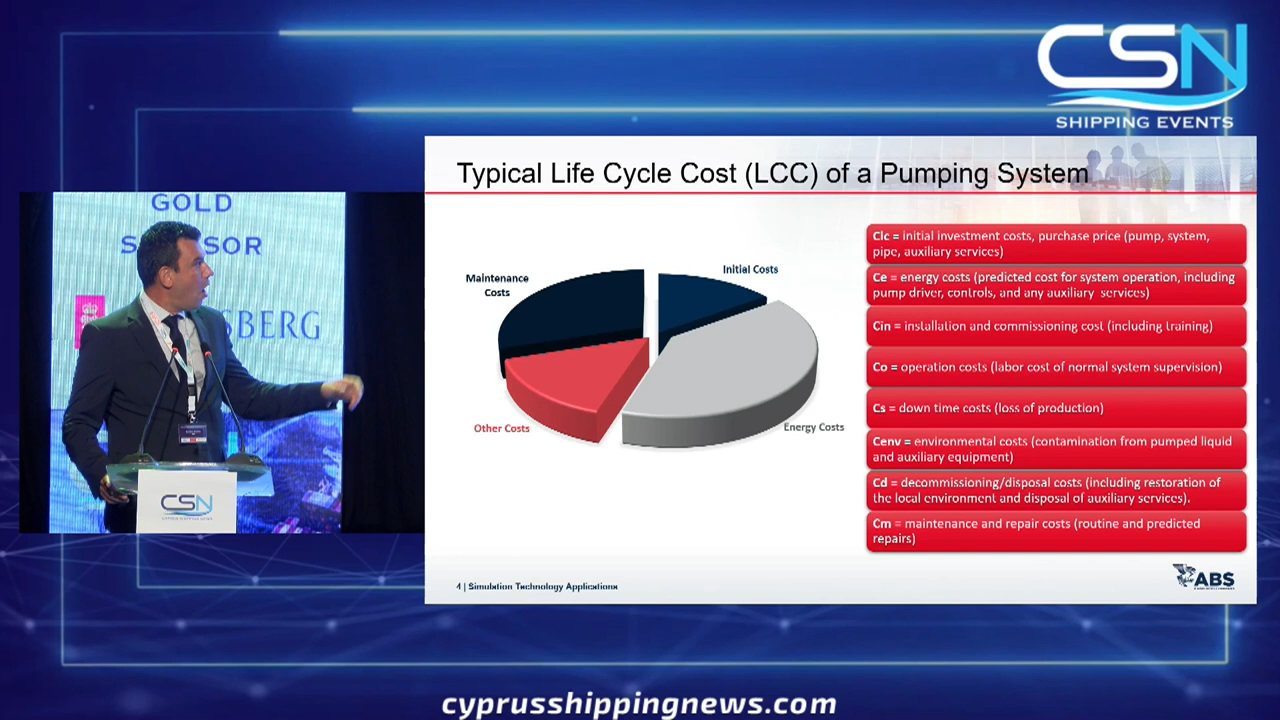 CSN
SHIPPING EVENTS
Typical Life Cycle Cost (LCC) of a Pumping System
GOLD
S SOR
SBERG
CSN
Maintenance
Costs
Initial Costs
Other Costs
Energy Costs
CIc = initial investment costs, purchase price (pump, system,
pipe, auxiliary services)
Ce = energy costs (predicted cost for system operation, including
pump driver, controls, and any auxiliary services)
Cin = installation and commissioning cost (including training)
Co = operation costs (labor cost of normal system supervision)
Cs = down time costs (loss of production)
Cenv = environmental costs (contamination from pumped liquid
and auxiliary equipment)
Cd = decommissioning/disposal costs (including restoration of
the local environment and disposal of auxiliary services).
Cm = maintenance and repair costs (routine and predicted
repairs)
4 | Simulation Technology Applications
ABS
cyprusshippingnews.com